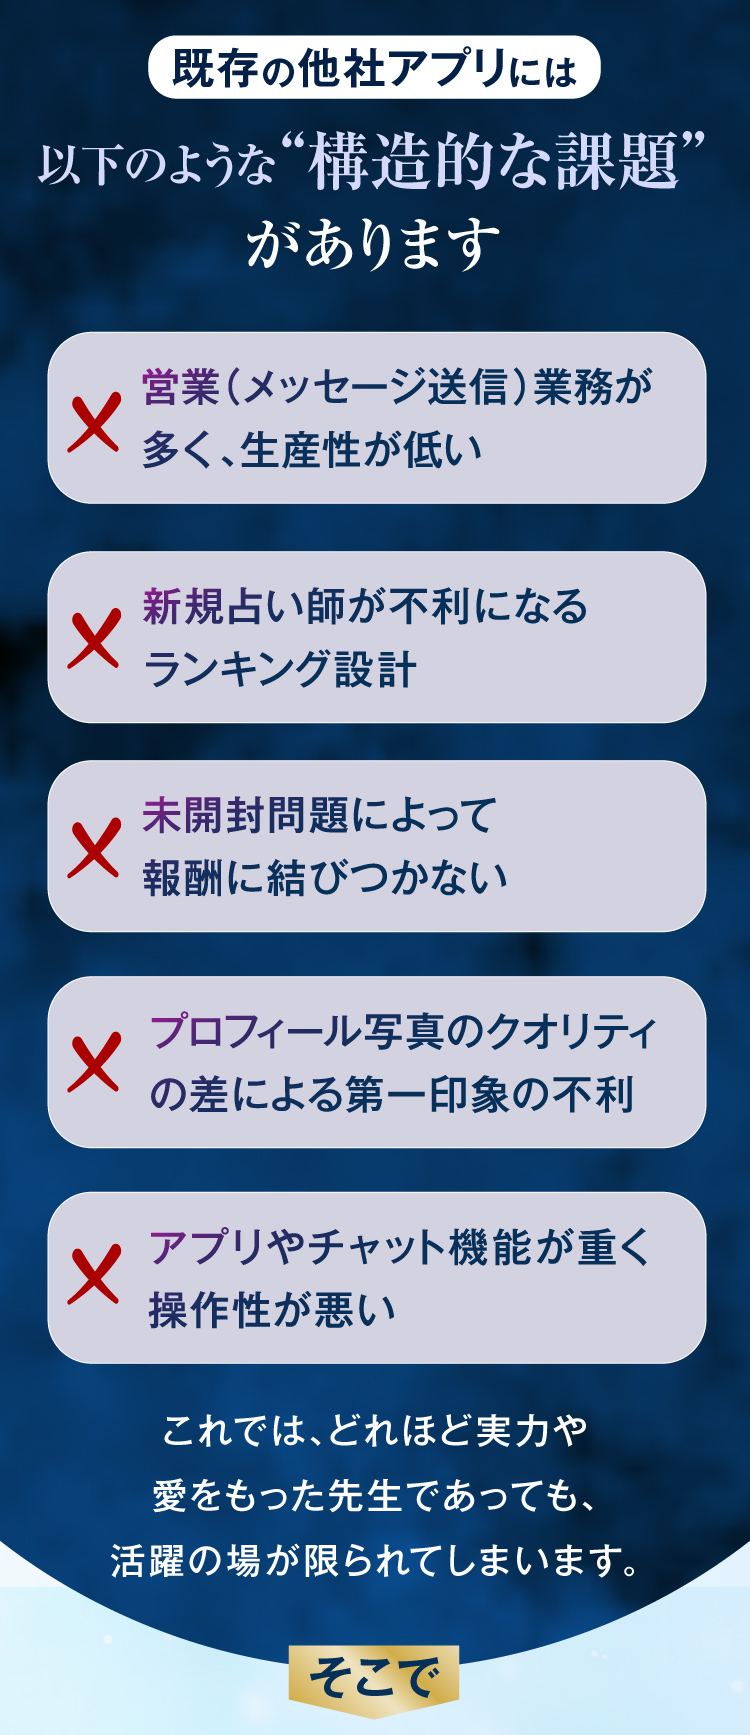 既存の他社アプリには
以下のような“構造的な課題”
があります
営業（メッセージ送信）業務が
多く、生産性が低い
新規占い師が不利になる
ランキング設計
未開封問題によって
報酬に結びつかない
プロフィール写真のクオリティ
の差による第一印象の不利
アプリやチャット機能が重く
操作性が悪い
これでは、どれほど実力や
愛をもった先生であっても、
活躍の場が限られてしまいます。
そこで